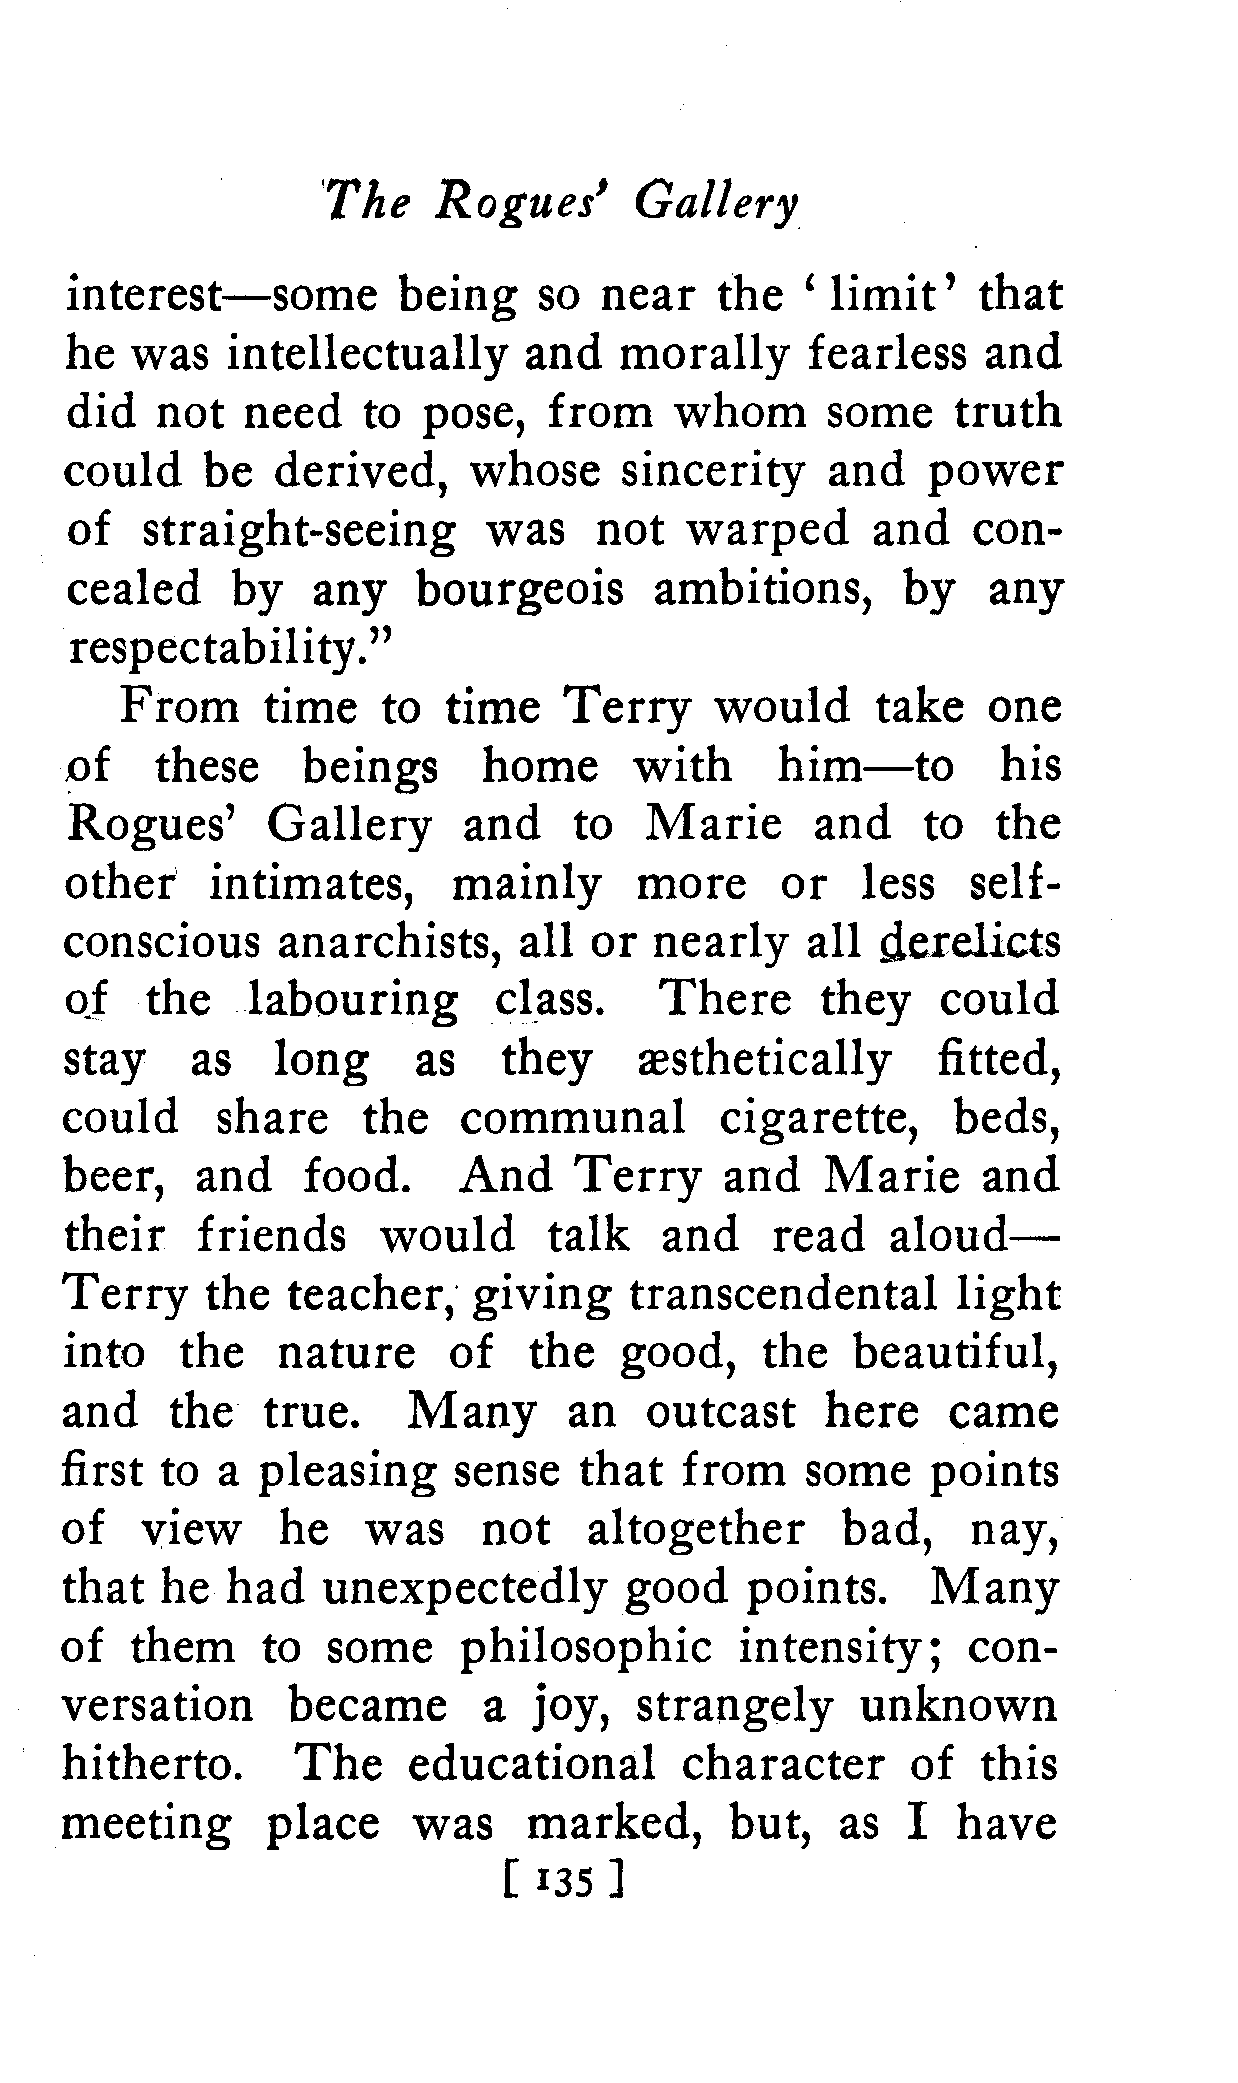 The Rogues' Gallery
interest—some being so near the ‘limit’ that
he was intellectually and morally fearless and
did not need to pose, from whom some truth
could be derived, whose sincerity and power
of straight-seeing was not warped and con-
cealed by any bourgeois ambitions, by any
respectability.”
From time to time Terry would take one
of these beings home with him—to his
Rogues’ Gallery and to Marie and to the
other intimates, mainly more or less self-
conscious anarchists, all or nearly all derelicts
of the labouring class. There they could
stay as long as they æsthetically fitted,
could share the communal cigarette, beds,
beer, and food. And Terry and Marie and
their friends would talk and read aloud—
Terry the teacher, giving transcendental light
into the nature of the good, the beautiful,
and the true. Many an outcast here came
first to a pleasing sense that from some points
of view he was not altogether bad, nay,
that he had unexpectedly good points. Many
of them to some philosophic intensity; con-
versation became a joy, strangely unknown
hitherto. The educational character of this
meeting place was marked, but, as I have
[ 135 ]